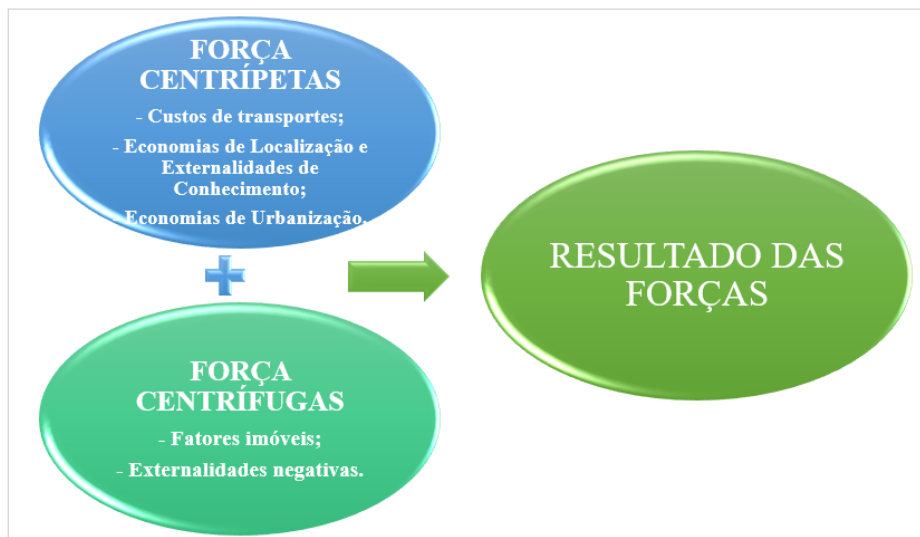 FORÇA
CENTRÍPETAS
- Custos de transportes;
- Economias de Localização e
Externalidades de
Conhecimento;
- Economias de Urbanização.
+
FORÇA
CENTRÍFUGAS
- Fatores imóveis;
- Externalidades negativas.
RESULTADO DAS
FORÇAS